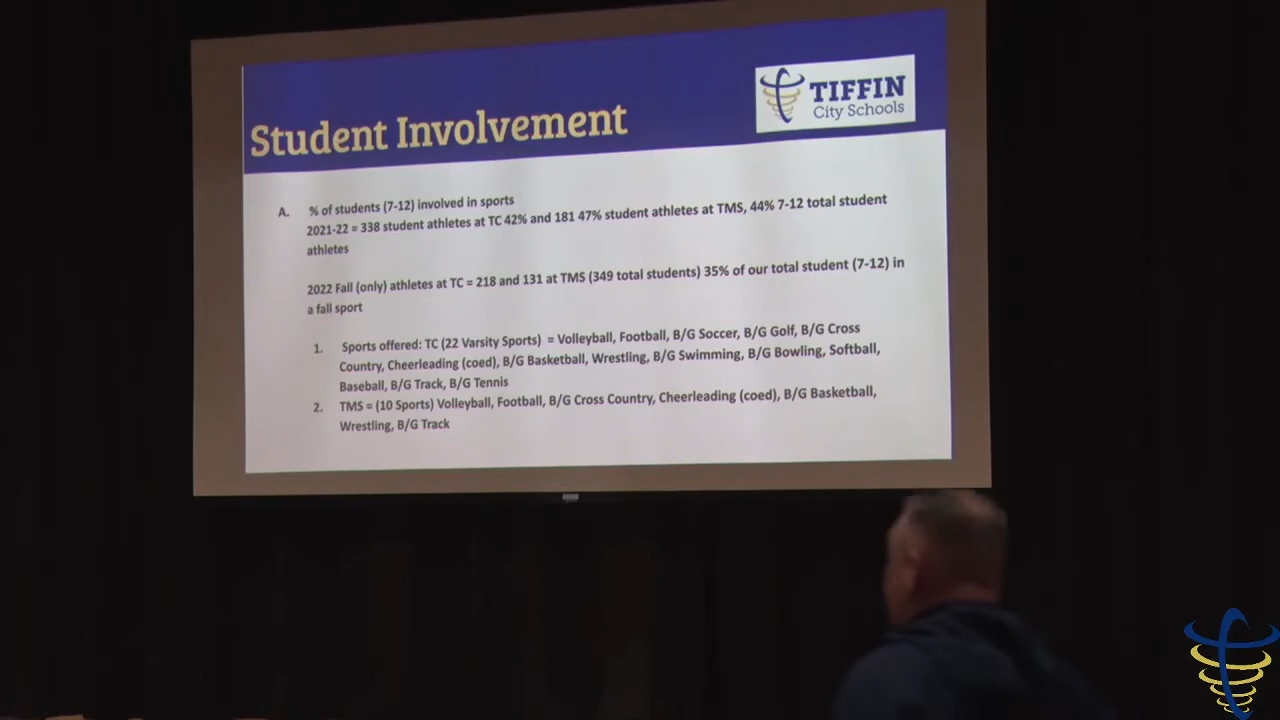 Student Involvement
TIFFIN
City Schools
A. % of students (7-12) involved in sports
2021-22 = 338 student athletes at TC 42% and 181 47% student athletes at TMS, 44% 7-12 total student
athletes
2022 Fall (only) athletes at TC = 218 and 131 at TMS (349 total students) 35% of our total student (7-12) in
a fall sport
1. Sports offered: TC (22 Varsity Sports) = Volleyball, Football, B/G Soccer, B/G Golf, B/G Cross
Country, Cheerleading (coed), B/G Basketball, Wrestling, B/G Swimming, B/G Bowling, Softball,
Baseball, B/G Track, B/G Tennis
2. TMS = (10 Sports) Volleyball, Football, B/G Cross Country, Cheerleading (coed), B/G Basketball,
Wrestling, B/G Track